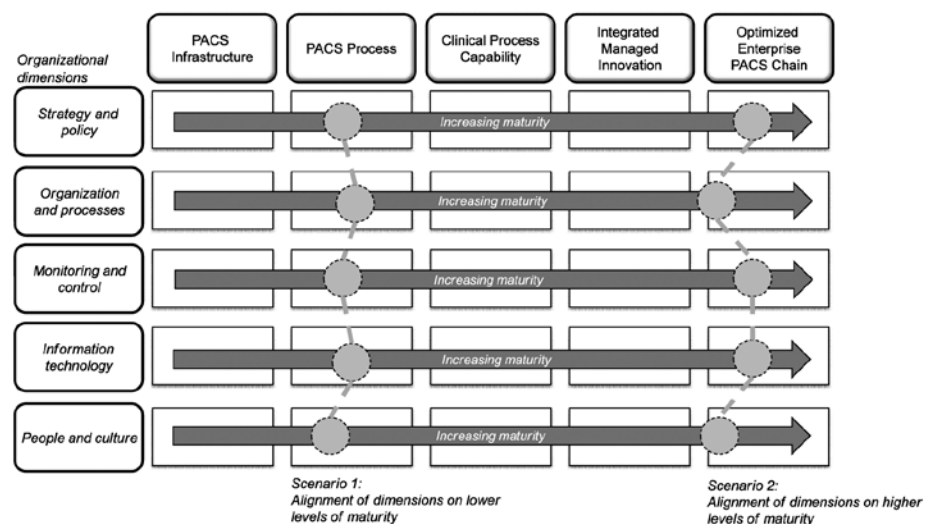 Organizational
dimensions
PACS
Infrastructure
PACS Process
Clinical Process
Capability
Integrated
Managed
Innovation
Optimized
Enterprise
PACS Chain
Strategy and
policy
Increasing maturity
Organization
and processes
Increasing maturity
Monitoring and
control
Increasing maturity
Information
technology
Increasing maturity
People and culture
Increasing maturity
Scenario 1:
Alignment of dimensions on lower
levels of maturity
Scenario 2:
Alignment of dimensions on higher
levels of maturity